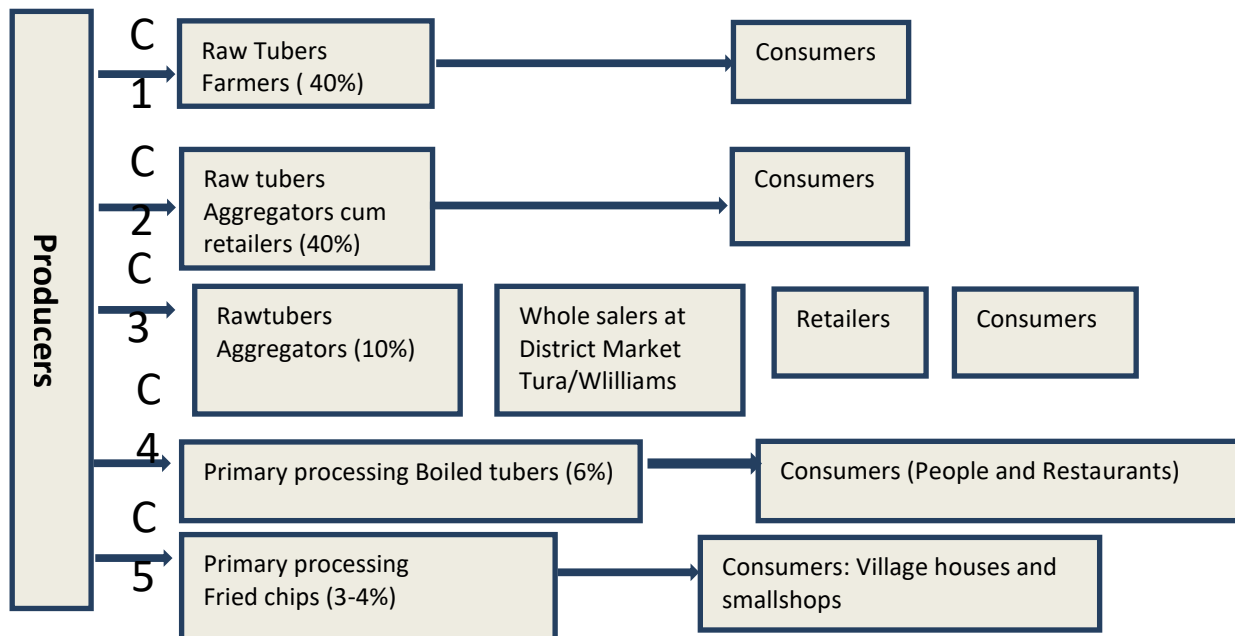 Producers
C
1
Raw Tubers
Farmers ( 40%)
Consumers
C
2
Raw tubers
Aggregators cum
retailers (40%)
Consumers
C
3
Rawtubers
Aggregators (10%)
Whole salers at
District Market
Tura/Wlilliams
Retailers
Consumers
C
4
Primary processing Boiled tubers (6%)
Consumers (People and Restaurants)
C
5
Primary processing
Fried chips (3-4%)
Consumers: Village houses and
smallshops